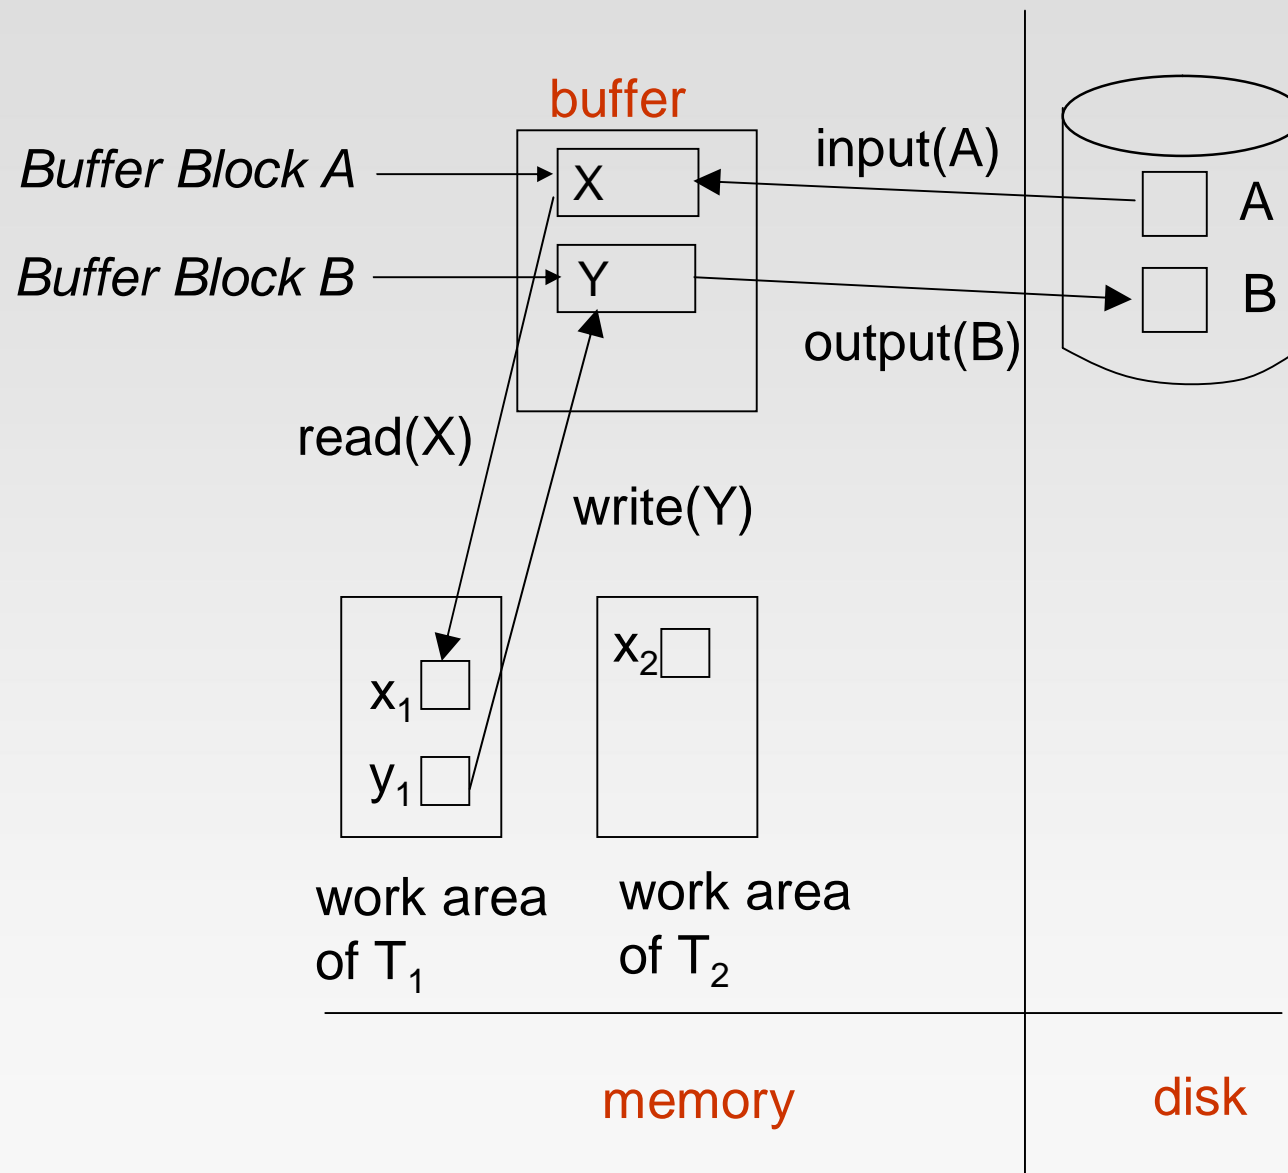 buffer
Buffer Block A
X
input(A)
A
Buffer Block B
Y
B
output(B)
read(X)
write(Y)
x₁
y₁
x₂
work area
of T₁
work area
of T₂
memory
disk